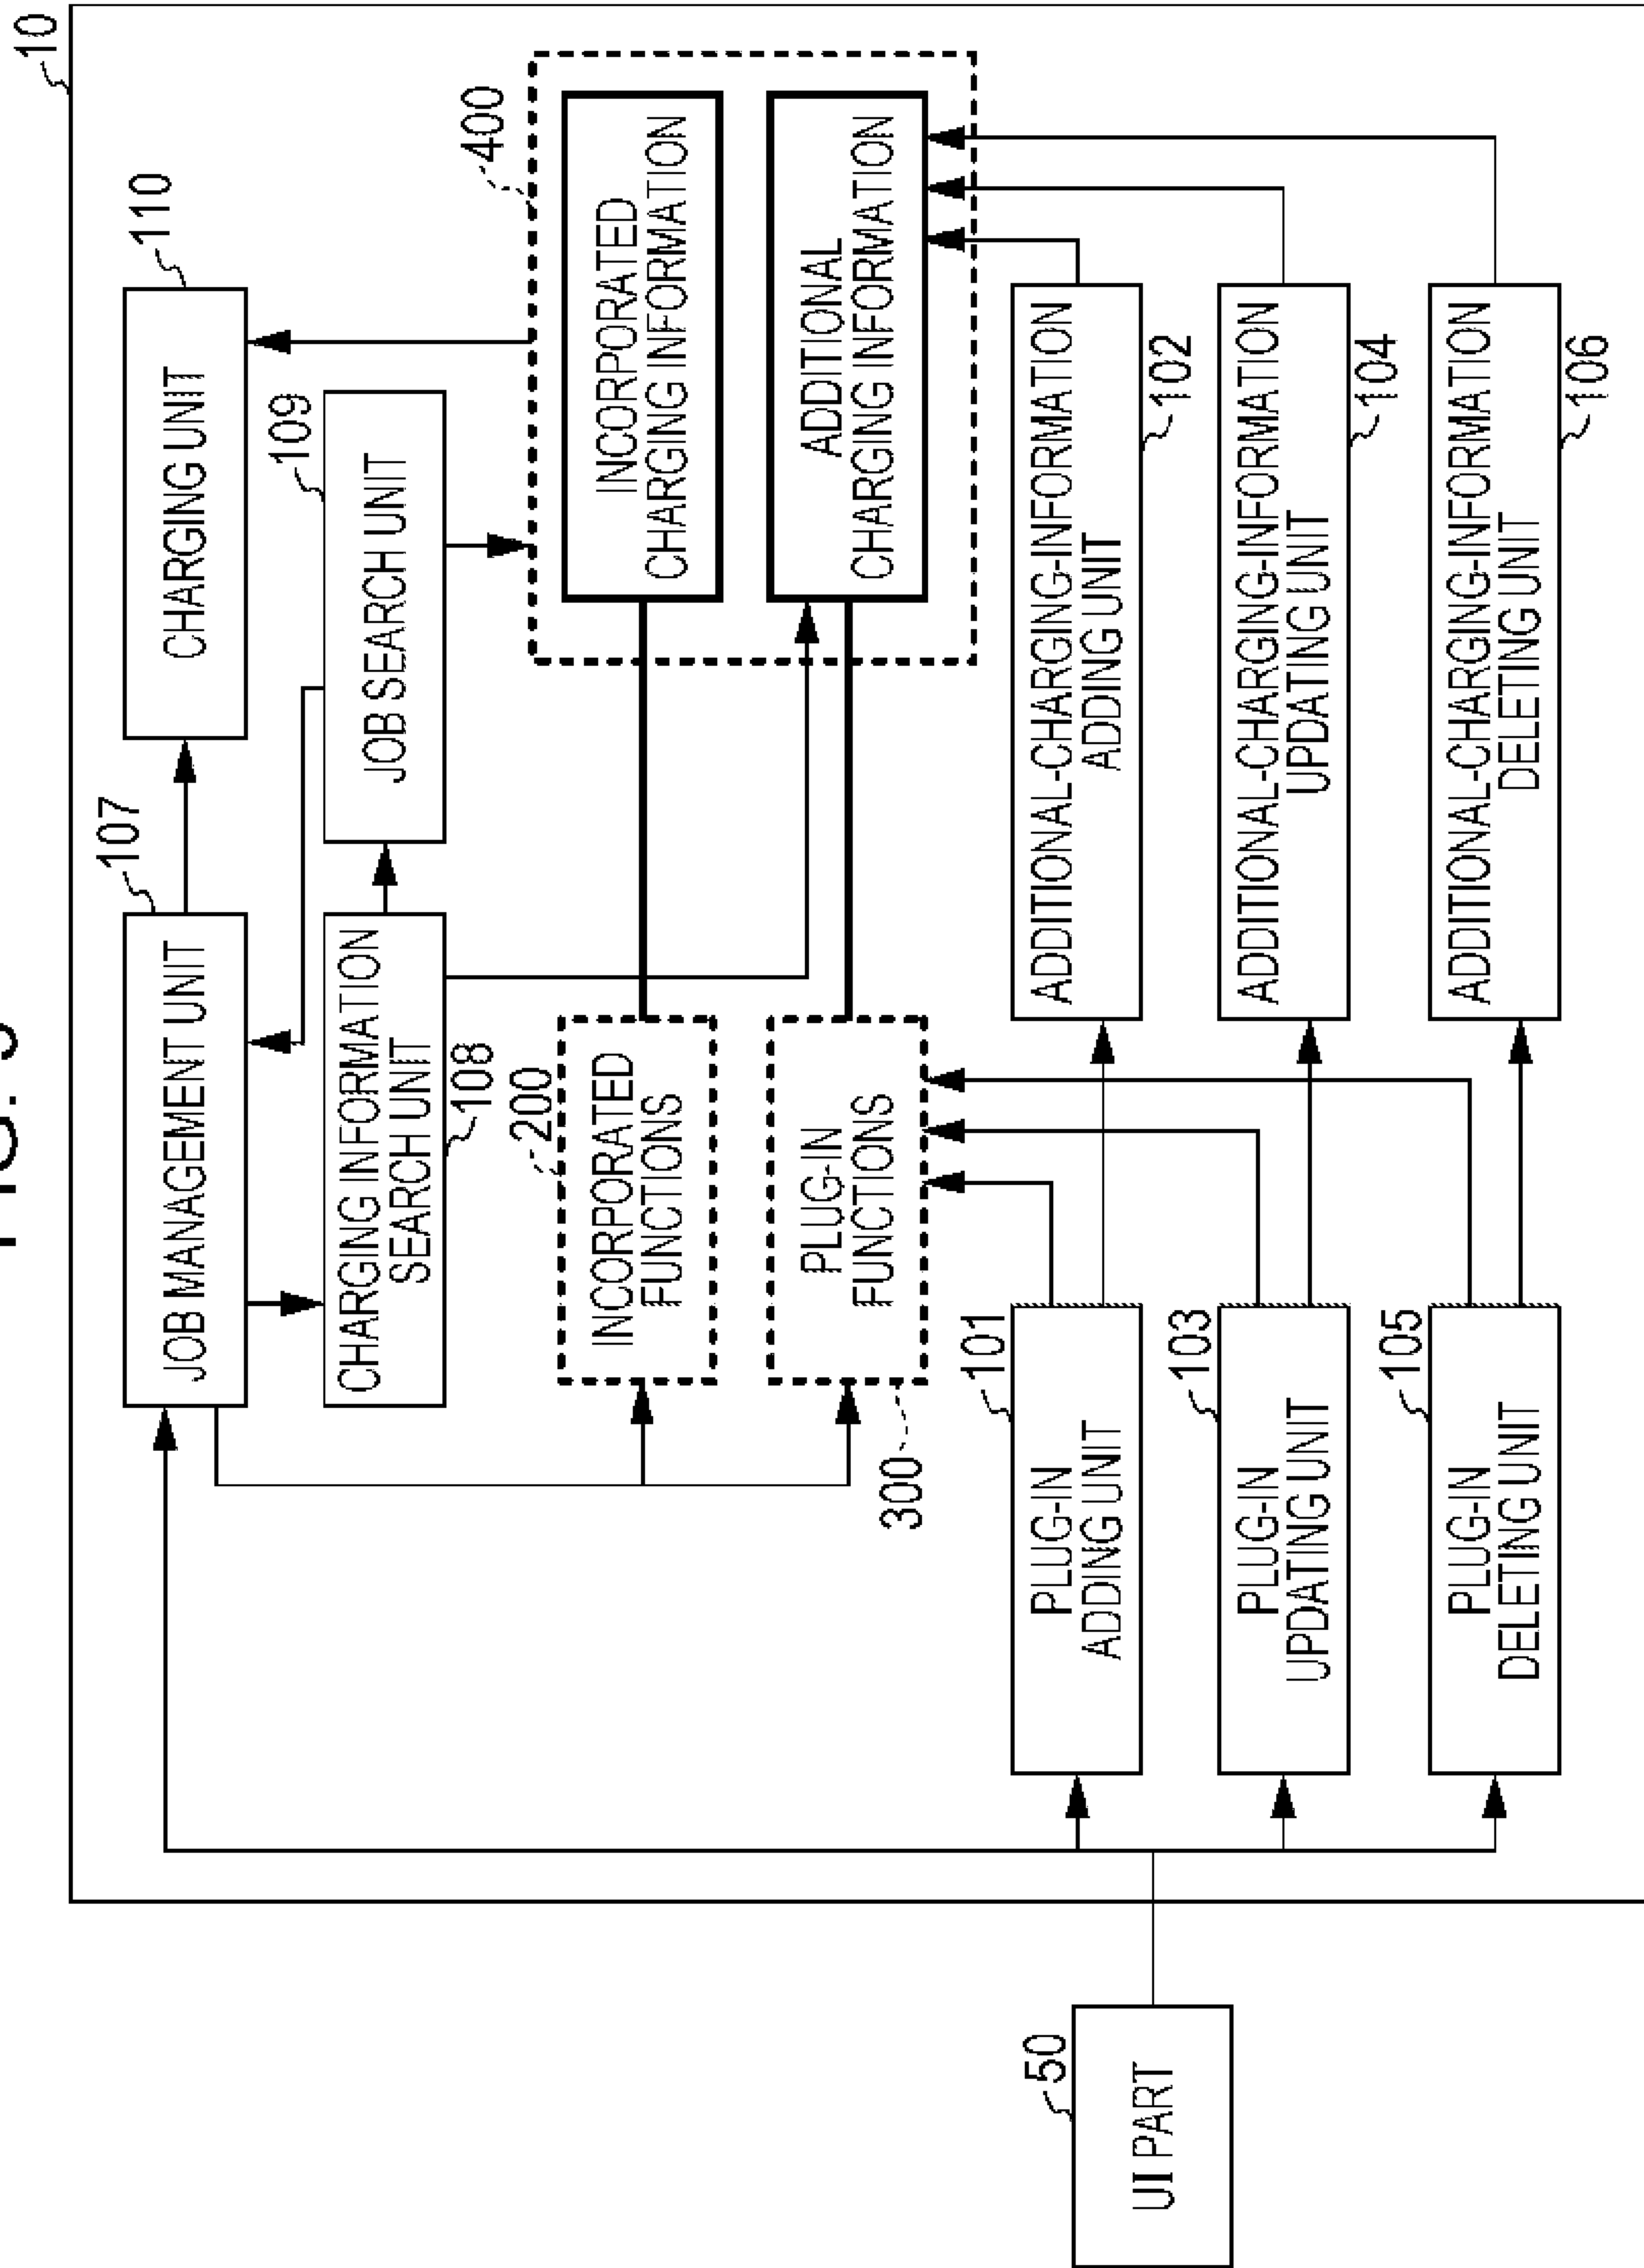 FIG.
10
107
110
JOB MANAGEMENT UNIT
CHARGING UNIT
109
CHARGING INFORMATION
SEARCH UNIT
JOB SEARCH UNIT
108
400
200
INCORPORATED
FUNCTIONS
INCORPORATED
CHARGING INFORMATION
PLUG-IN
FUNCTIONS
ADDITIONAL
CHARGING INFORMATION
300
101
PLUG-IN
ADDING UNIT
ADDITIONAL-CHARGING-INFORMATION
ADDING UNIT
102
50
UI PART
103
PLUG-IN
UPDATING UNIT
ADDITIONAL-CHARGING-INFORMATION
UPDATING UNIT
104
105
PLUG-IN
DELETING UNIT
ADDITIONAL-CHARGING-INFORMATION
DELETING UNIT
106